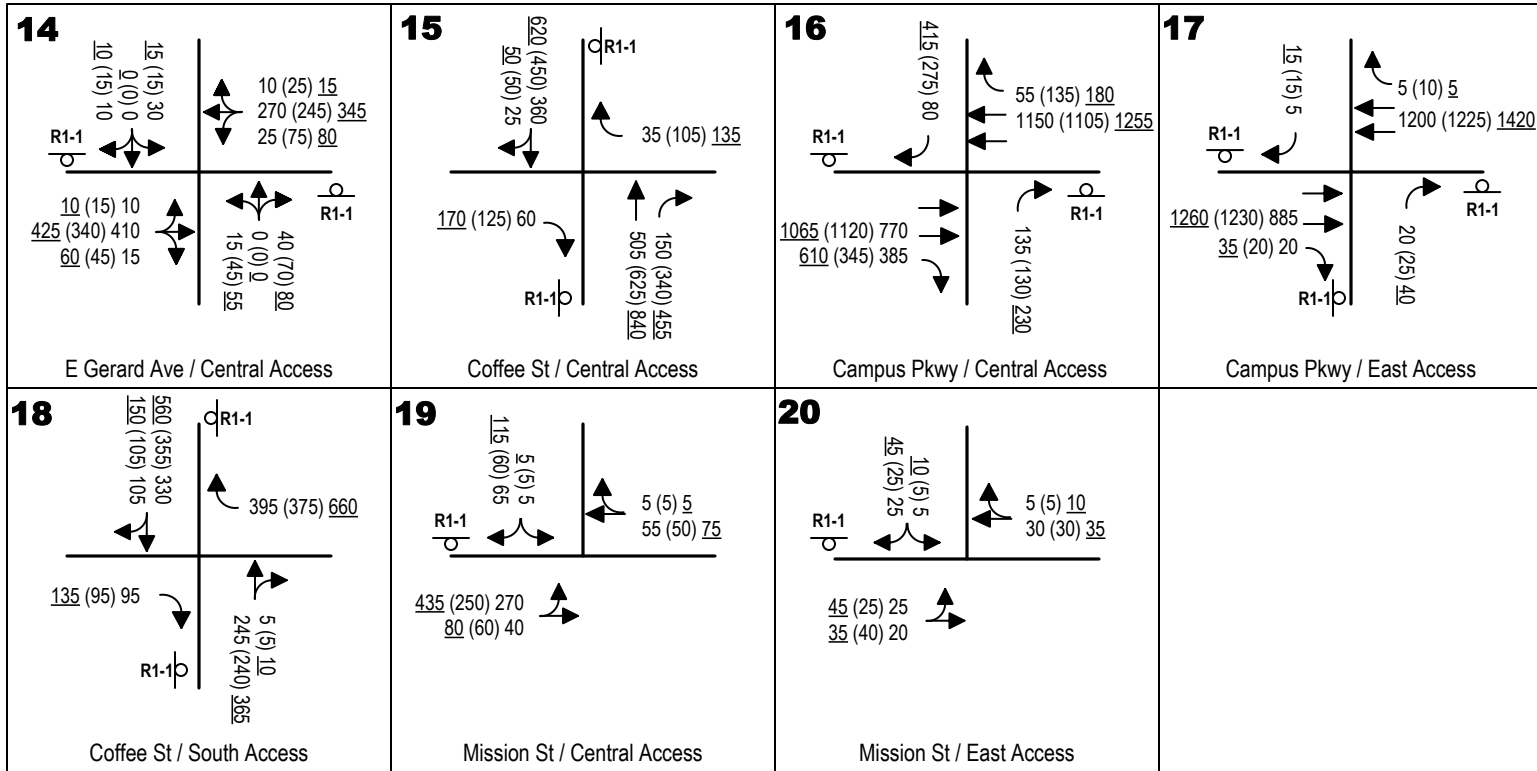 14
10 (15) 10
0 (0) 0
15 (15) 30
10 (25) 15
270 (245) 345
25 (75) 80
R1-1
R1-1
10 (15) 10
425 (340) 410
60 (45) 15
15 (45) 55
0 (0) 0
40 (70) 80
E Gerard Ave / Central Access
15
50 (50) 25
620 (450) 360
R1-1
35 (105) 135
170 (125) 60
R1-1
505 (625) 840
150 (340) 455
Coffee St / Central Access
16
415 (275) 80
55 (135) 180
1150 (1105) 1255
R1-1
R1-1
1065 (1120) 770
610 (345) 385
135 (130) 230
Campus Pkwy / Central Access
17
15 (15) 5
5 (10) 5
1200 (1225) 1420
R1-1
R1-1
1260 (1230) 885
35 (20) 20
R1-1
20 (25) 40
Campus Pkwy / East Access
18
150 (105) 105
560 (355) 330
R1-1
395 (375) 660
135 (95) 95
R1-1
245 (240) 365
5 (5) 10
Coffee St / South Access
19
115 (60) 65
5 (5) 5
5 (5) 5
55 (50) 75
R1-1
435 (250) 270
80 (60) 40
Mission St / Central Access
20
45 (25) 25
10 (5) 5
5 (5) 10
30 (30) 35
R1-1
45 (25) 25
35 (40) 20
Mission St / East Access